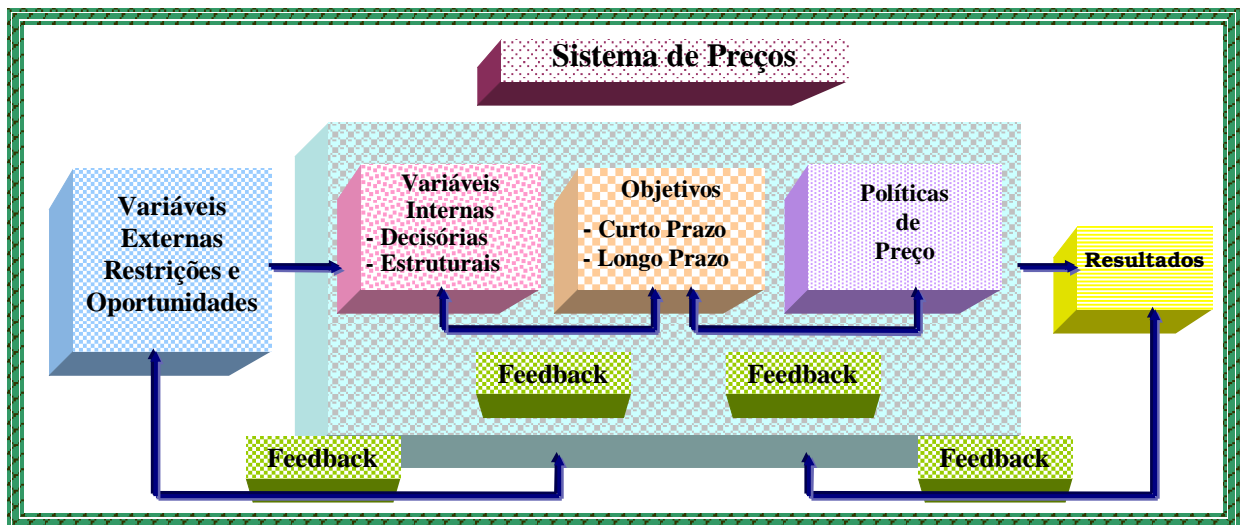 Sistema de Preços
Variáveis
Externas
Restrições e
Oportunidades
Variáveis
Internas
- Decisórias
- Estruturais
Objetivos
- Curto Prazo
- Longo Prazo
Políticas
de
Preço
Resultados
Feedback
Feedback
Feedback
Feedback